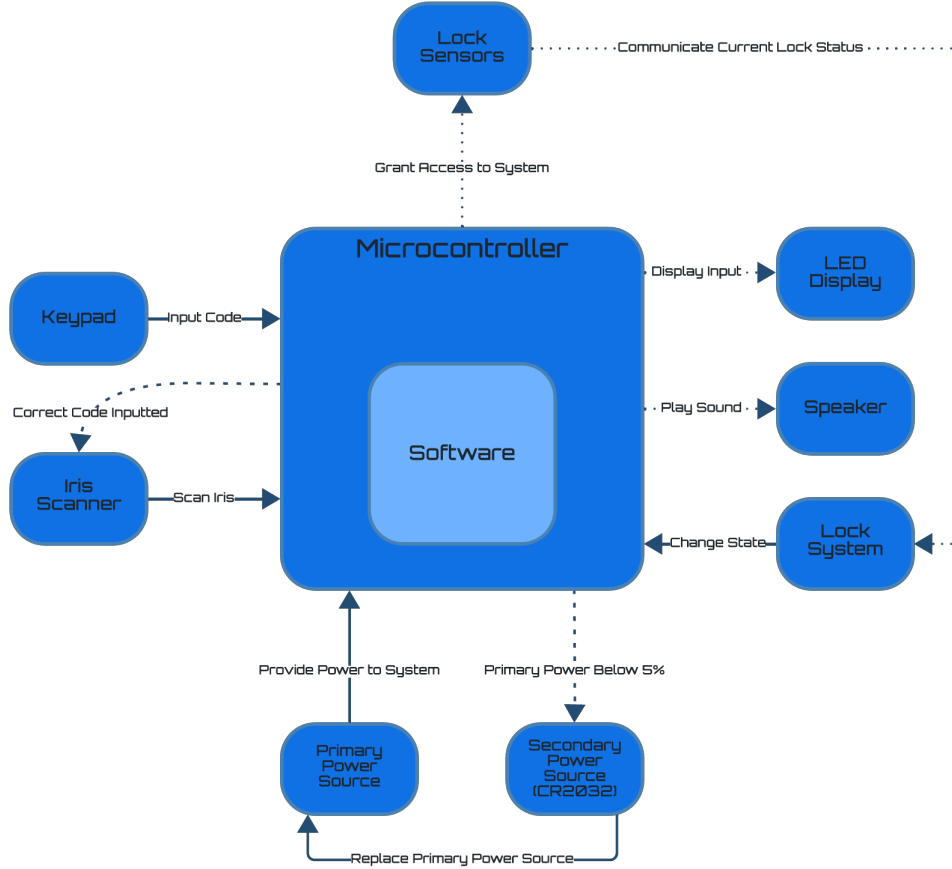 Lock
Sensors
Communicate Current Lock Status
Grant Access to System
Microcontroller
Display Input
LED
Display
Keypad
Input Code
Correct Code Inputted
Play Sound
Speaker
Software
Iris
Scanner
Scan Iris
Change State
Lock
System
Provide Power to System
Primary Power Below 5%
Primary
Power
Source
Secondary
Power
Source
(CR2032)
Replace Primary Power Source